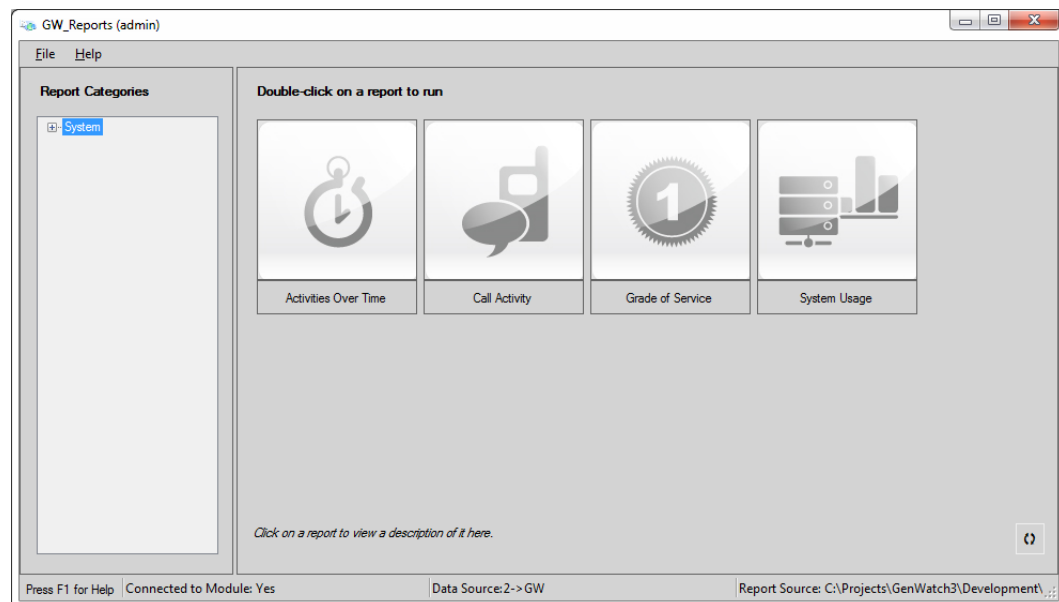 GW_Reports (admin)
File Help
Report Categories
Double-click on a report to run
System
1
Activities Over Time
Call Activity
Grade of Service
System Usage
Click on a report to view a description of it here.
Press F1 for Help Connected to Module: Yes Data Source:2->GW Report Source: C:\Projects\GenWatch3\Development\